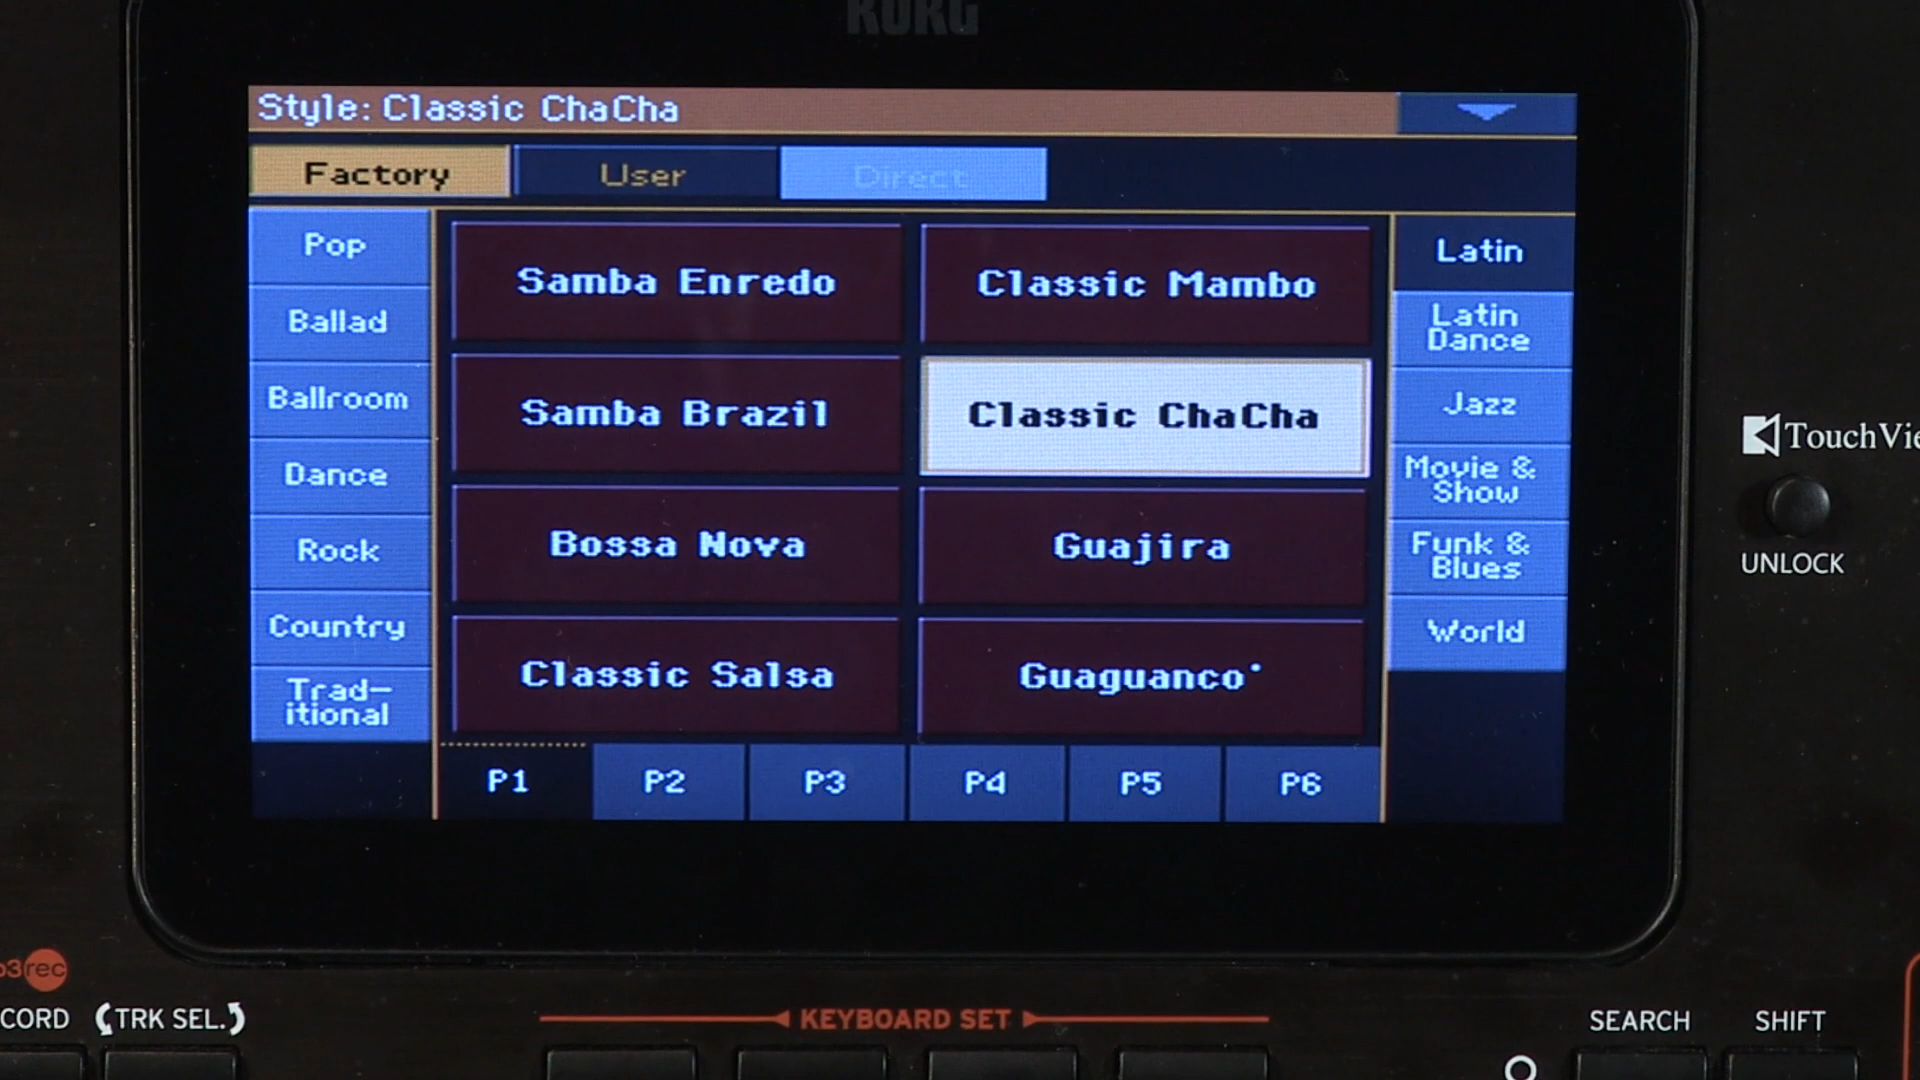 KORG
Style: Classic ChaCha
Factory
User
Direct
Pop
Ballad
Ballroom
Dance
Rock
Country
Trad-
itional
Samba Enredo
Classic Mambo
Samba Brazil
Classic ChaCha
Bossa Nova
Guajira
Classic Salsa
Guaguanco•
Latin
Latin
Dance
Jazz
Movie &
Show
Funk &
Blues
World
P1
P2
P3
P4
P5
P6
TouchVie
UNLOCK
3rec
CORD
TRK SEL.
KEYBOARD SET
SEARCH
SHIFT